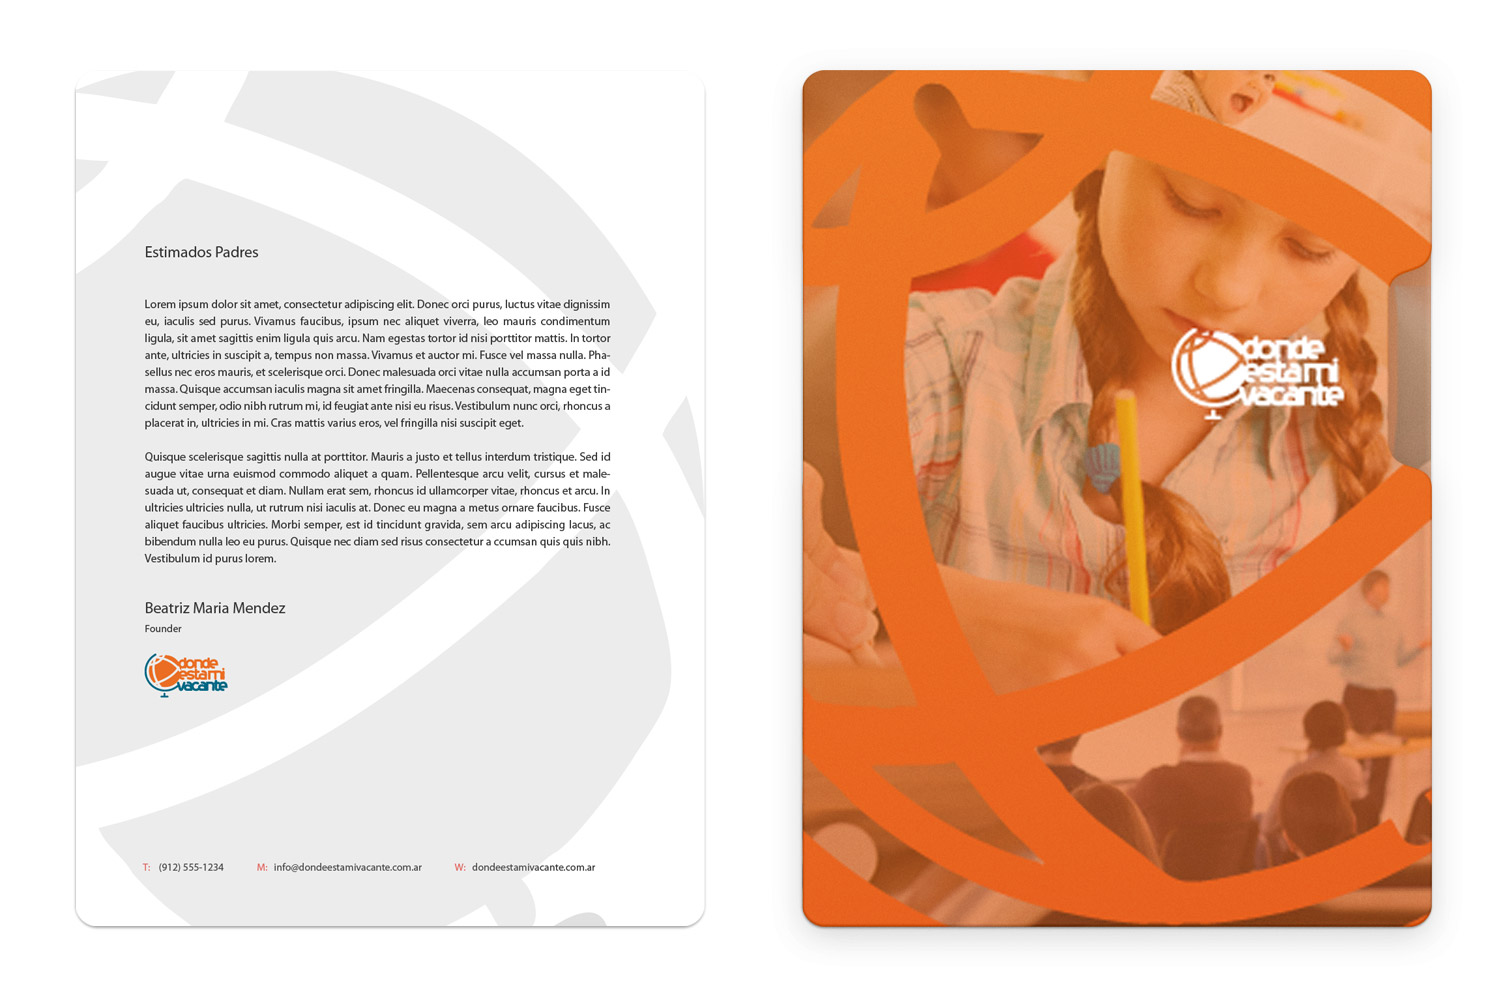 Estimados Padres
Lorem ipsum dolor sit amet, consectetur adipiscing elit. Donec orci purus, luctus vitae dignissim
eu, iaculis sed purus. Vivamus faucibus, ipsum nec aliquet viverra, leo mauris condimentum
ligula, sit amet sagittis enim ligula quis arcu. Nam egestas tortor id nisi porttitor mattis. In tortor
ante, ultricies in suscipit a, tempus non massa. Vivamus et auctor mi. Fusce vel massa nulla. Pha-
sellus nec eros mauris, et scelerisque orci. Donec malesuada orci vitae nulla accumsan porta a id
massa. Quisque accumsan iaculis magna sit amet fringilla. Maecenas consequat, magna eget tin-
cidunt semper, odio nibh rutrum mi, id feugiat ante nisi eu risus. Vestibulum nunc orci, rhoncus a
placerat in, ultricies in mi. Cras mattis varius eros, vel fringilla nisi suscipit eget.
Quisque scelerisque sagittis nulla at porttitor. Mauris a justo et tellus interdum tristique. Sed id
augue vitae urna euismod commodo aliquet a quam. Pellentesque arcu velit, cursus et male-
suada ut, consequat et diam. Nullam erat sem, rhoncus id ullamcorper vitae, rhoncus et arcu. In
ultricies ultricies nulla, ut rutrum nisi iaculis at. Donec eu magna a metus ornare faucibus. Fusce
aliquet faucibus ultricies. Morbi semper, est id tincidunt gravida, sem arcu adipiscing lacus, ac
bibendum nulla leo eu purus. Quisque nec diam sed risus consectetur a ccumsan quis quis nibh.
Vestibulum id purus lorem.
Beatriz Maria Mendez
Founder
donde
estami
vacante
T: (912) 555-1234 M: info@dondeestamivacante.com.ar W: dondeestamivacante.com.ar
donde
estami
vacante